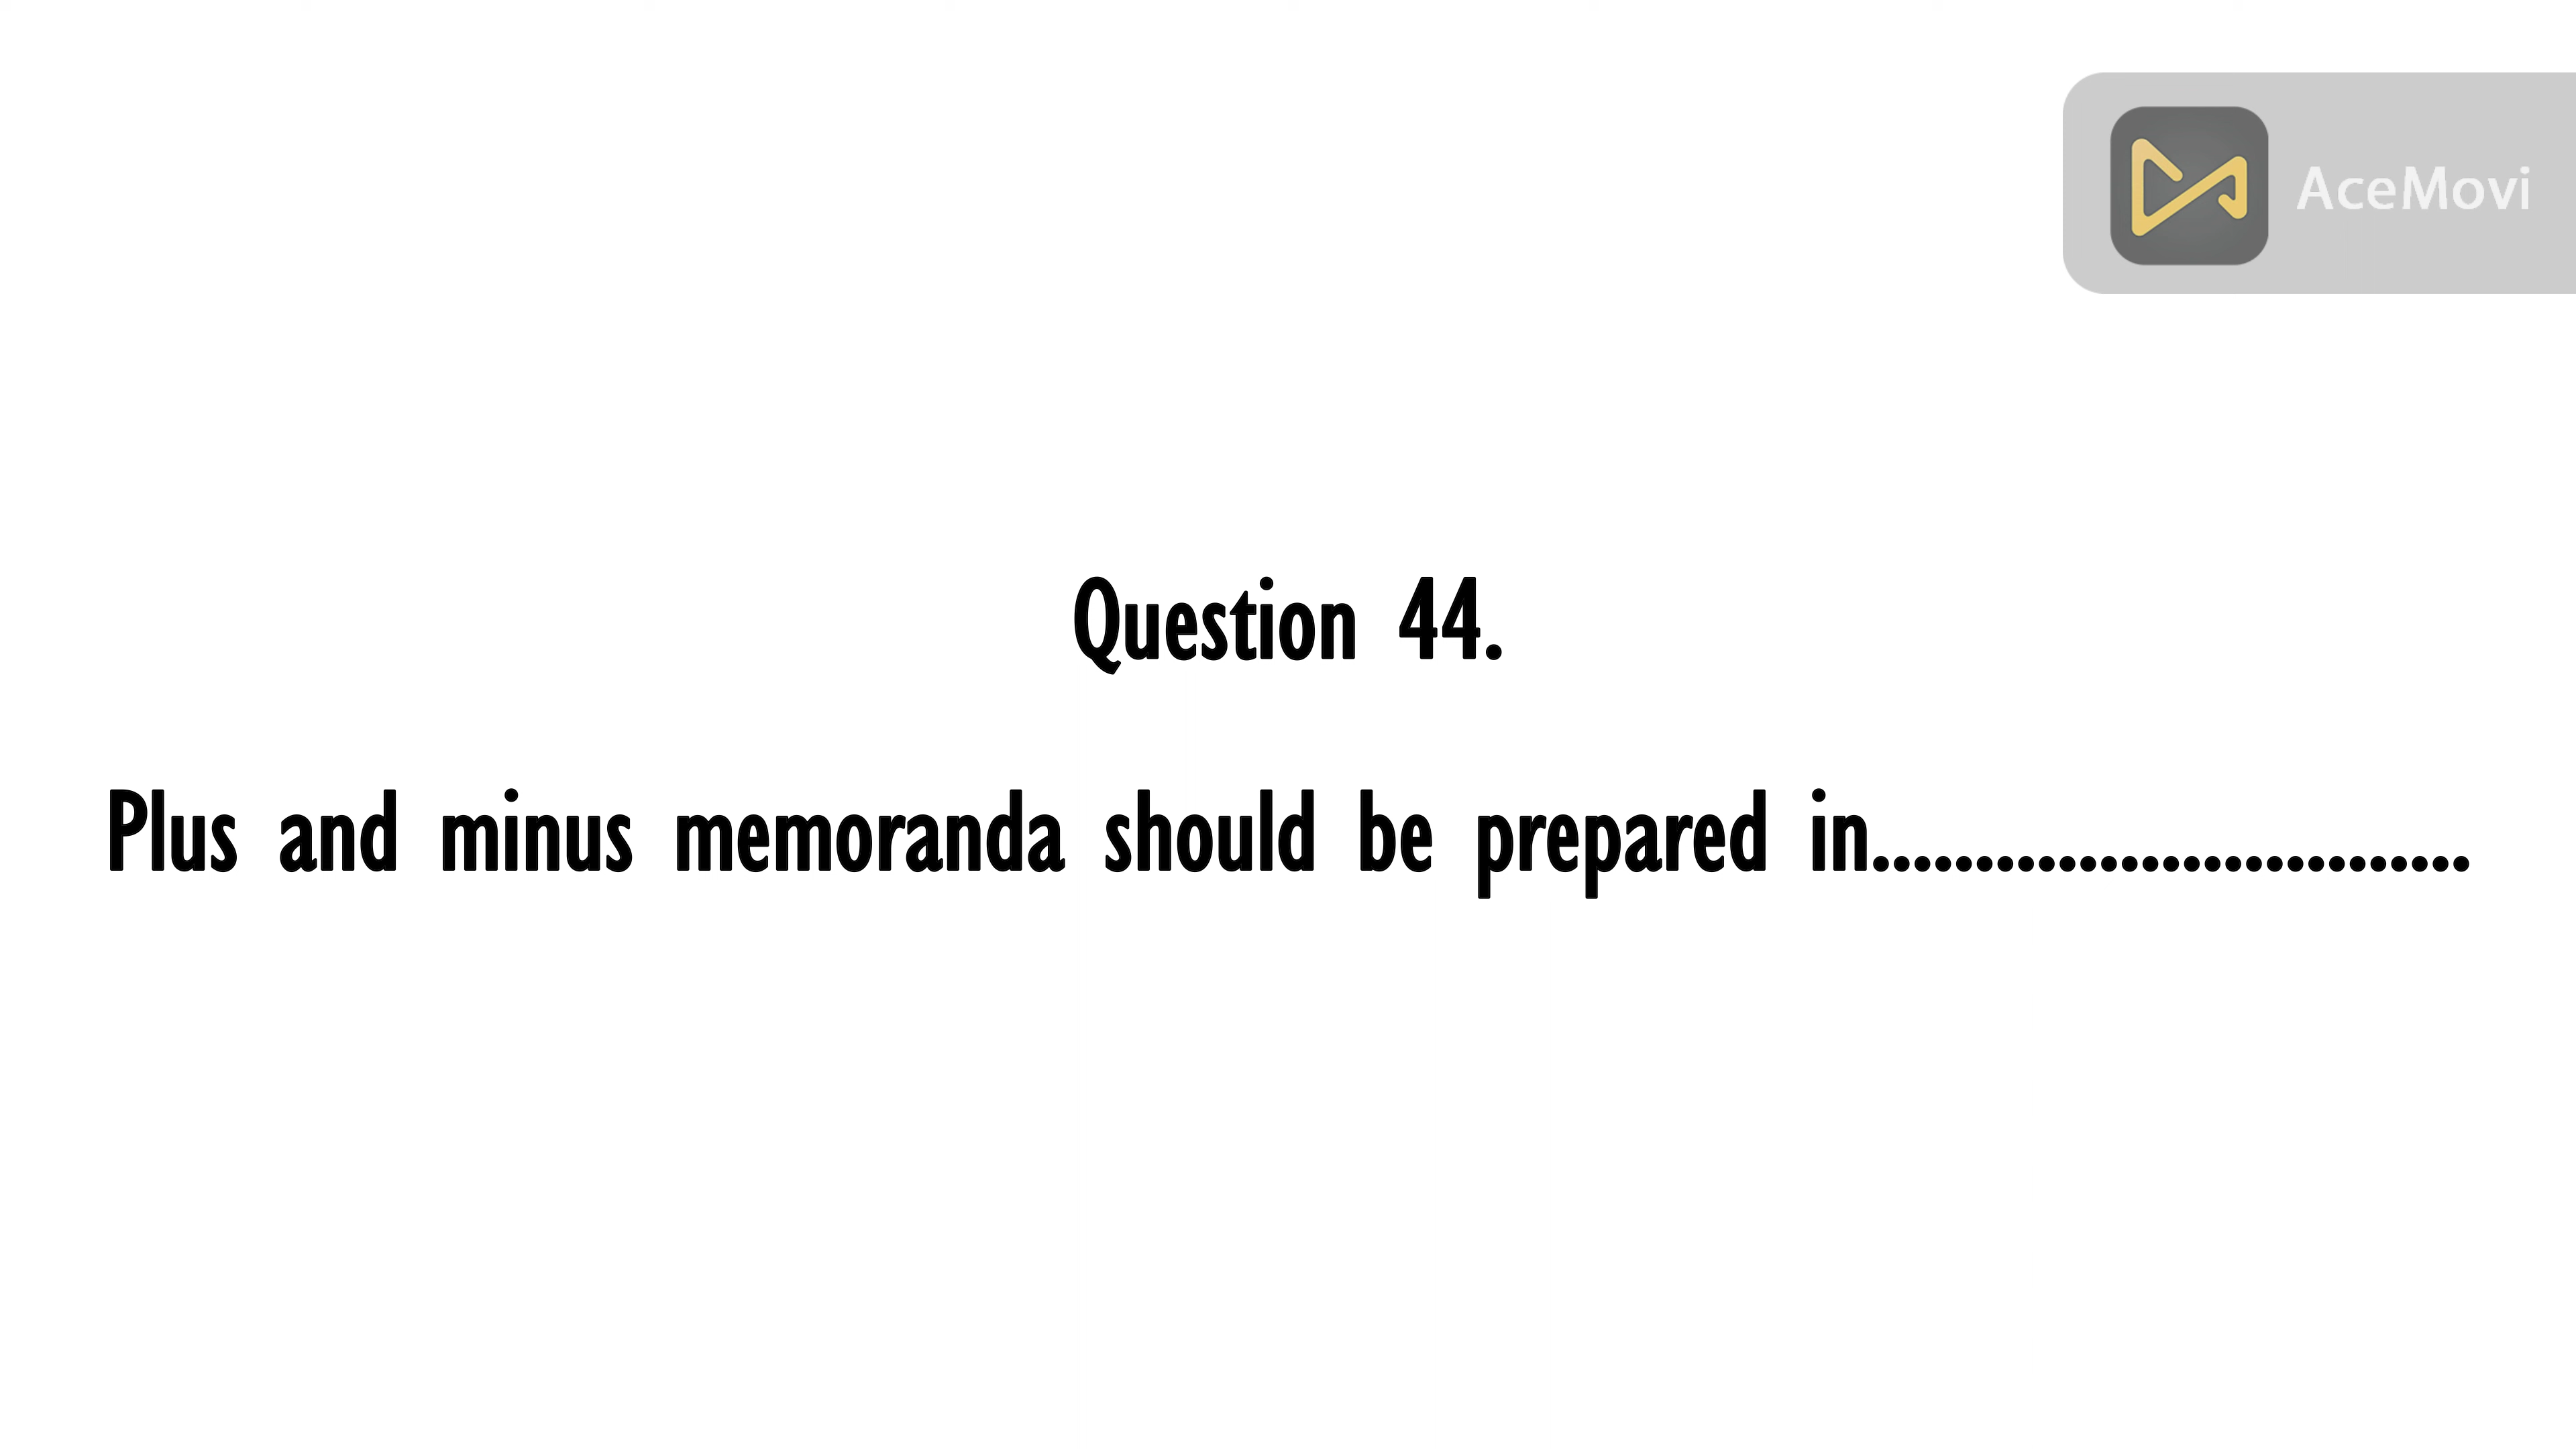 AceMovi
Question 44.
Plus and minus memoranda should be prepared in.............................